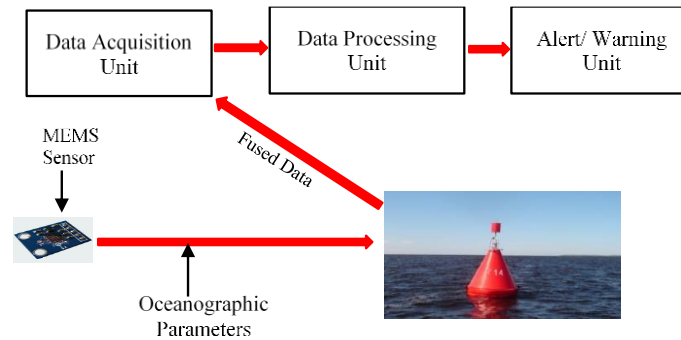 Data Acquisition
Unit
Data Processing
Unit
Alert/ Warning
Unit
MEMS
Sensor
Fused Data
14
Oceanographic
Parameters